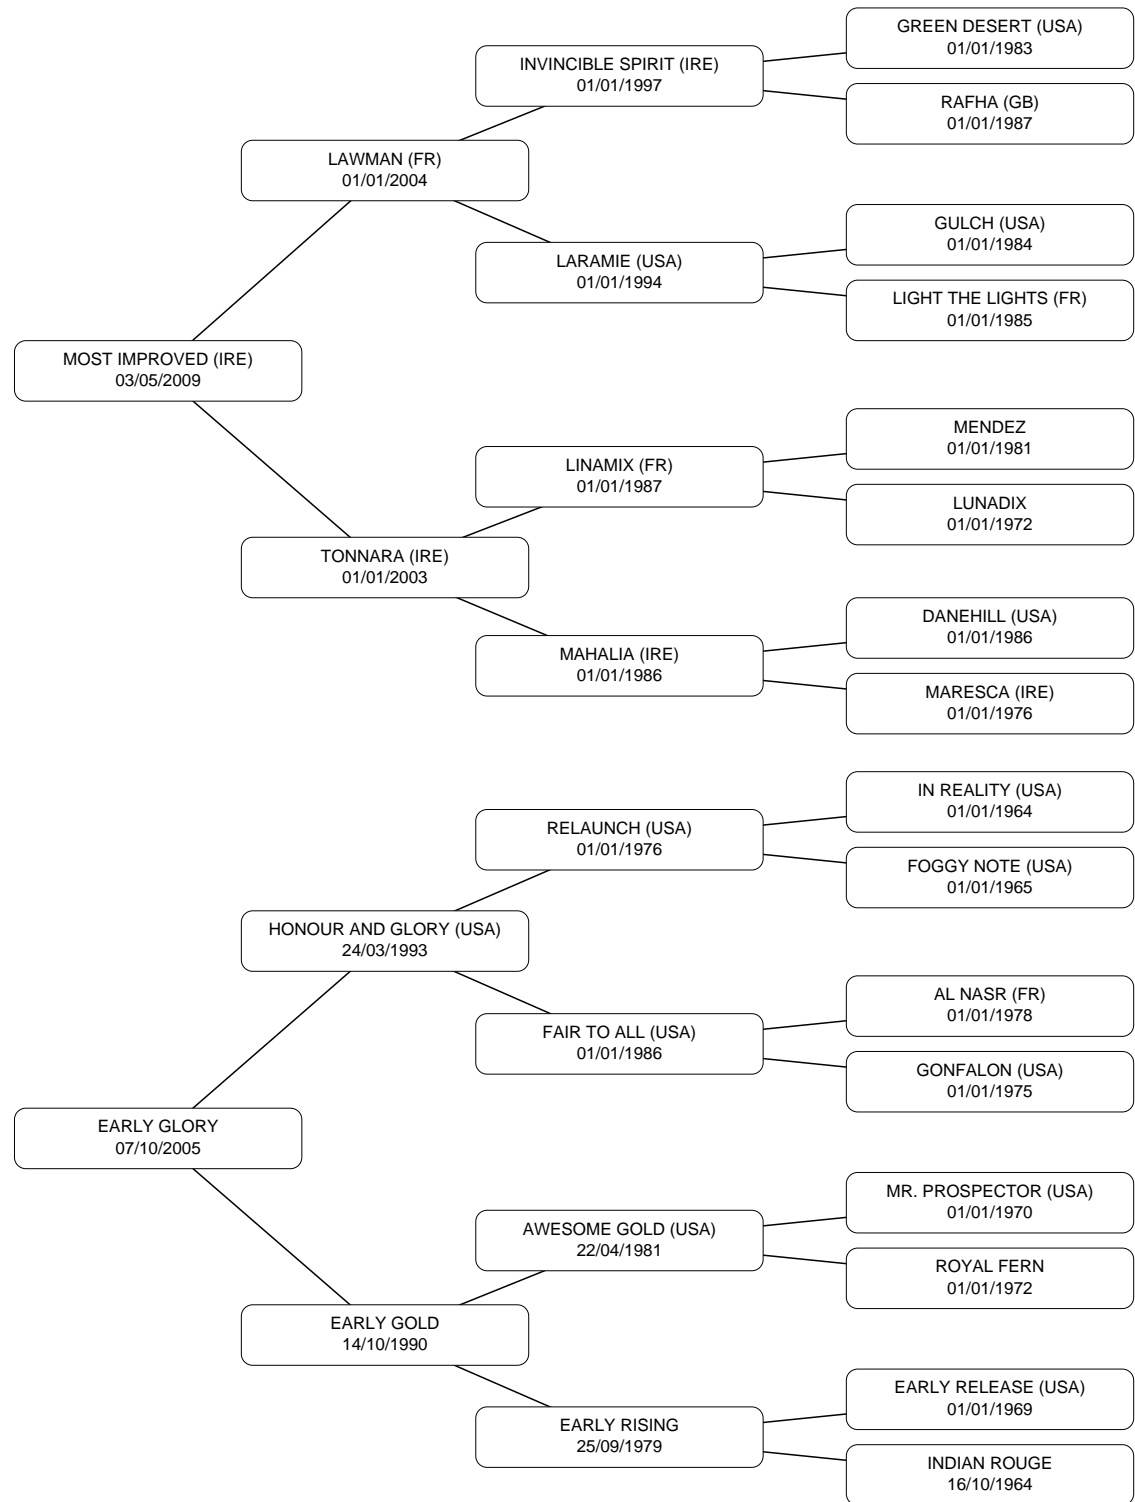 GREEN DESERT (USA)
01/01/1983
INVINCIBLE SPIRIT (IRE)
01/01/1997
RAFHA (GB)
01/01/1987
LAWMAN (FR)
01/01/2004
GULCH (USA)
01/01/1984
LARAMIE (USA)
01/01/1994
LIGHT THE LIGHTS (FR)
01/01/1985
MOST IMPROVED (IRE)
03/05/2009
MENDEZ
01/01/1981
LINAMIX (FR)
01/01/1987
LUNADIX
01/01/1972
TONNARA (IRE)
01/01/2003
DANEHILL (USA)
01/01/1986
MAHALIA (IRE)
01/01/1986
MARESCA (IRE)
01/01/1976
IN REALITY (USA)
01/01/1964
RELAUNCH (USA)
01/01/1976
FOGGY NOTE (USA)
01/01/1965
HONOUR AND GLORY (USA)
24/03/1993
AL NASR (FR)
01/01/1978
FAIR TO ALL (USA)
01/01/1986
GONFALON (USA)
01/01/1975
EARLY GLORY
07/10/2005
MR. PROSPECTOR (USA)
01/01/1970
AWESOME GOLD (USA)
22/04/1981
ROYAL FERN
01/01/1972
EARLY GOLD
14/10/1990
EARLY RELEASE (USA)
01/01/1969
EARLY RISING
25/09/1979
INDIAN ROUGE
16/10/1964